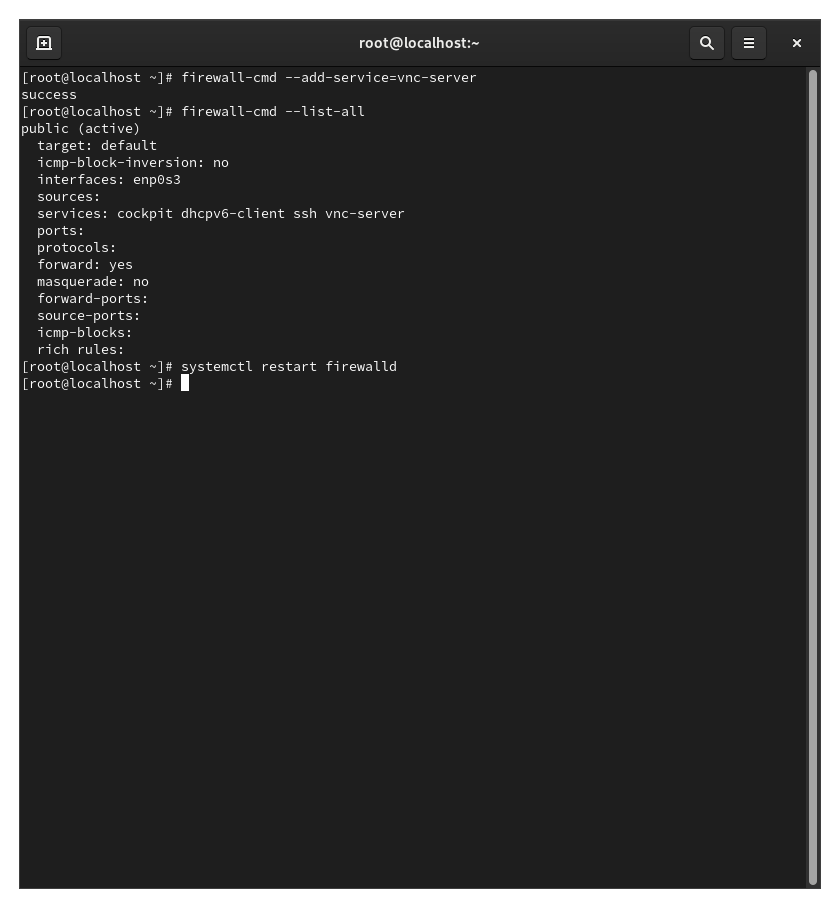 root@localhost:~
[root@localhost ~]# firewall-cmd --add-service=vnc-server
success
[root@localhost ~]# firewall-cmd --list-all
public (active)
  target: default
  icmp-block-inversion: no
  interfaces: enp0s3
  sources:
  services: cockpit dhcpv6-client ssh vnc-server
  ports:
  protocols:
  forward: yes
  masquerade: no
  forward-ports:
  source-ports:
  icmp-blocks:
  rich rules:
[root@localhost ~]# systemctl restart firewalld
[root@localhost ~]#